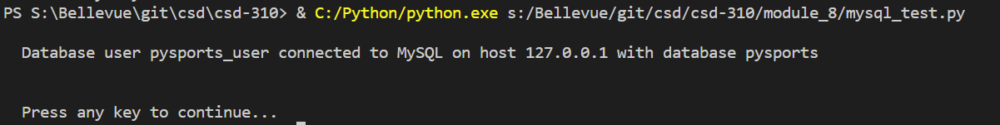 PS S:\Bellevue\git\csd\csd-310> & C:/Python/python.exe s:/Bellevue/git/csd/csd-310/module_8/mysql_test.py
Database user pysports_user connected to MySQL on host 127.0.0.1 with database pysports
Press any key to continue...